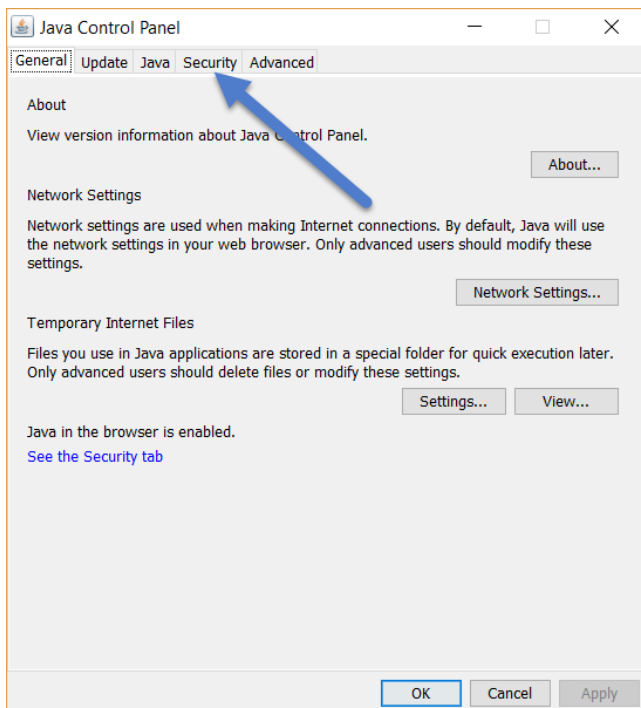 Java Control Panel
General Update Java Security Advanced
About
View version information about Java Control Panel.
About...
Network Settings
Network settings are used when making Internet connections. By default, Java will use
the network settings in your web browser. Only advanced users should modify these
settings.
Network Settings...
Temporary Internet Files
Files you use in Java applications are stored in a special folder for quick execution later.
Only advanced users should delete files or modify these settings.
Settings... View...
Java in the browser is enabled.
See the Security tab
OK Cancel Apply